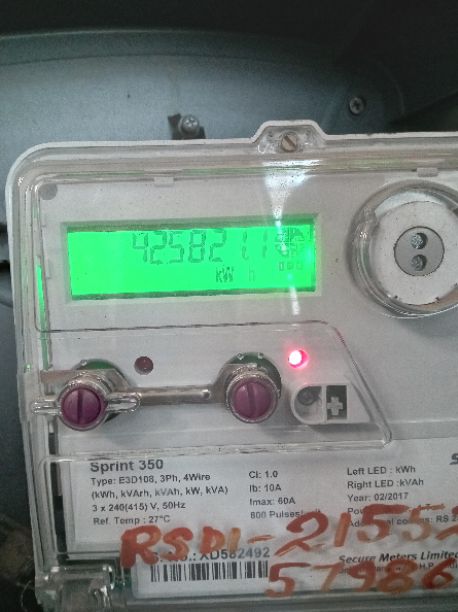 425821.1
kW h
Sprint 350
Type: E3D108, 3Ph, 4Wire
(kWh, kVArh, kVAh, kW, kVA)
3 x 240(415) V, 50Hz
Ref. Temp : 27°C
Cl: 1.0
Ib: 10A
Imax: 60A
800
Left LED : kWh
Right LED : kVAh
Year: 02/2017
RSD1-2155
XD582492
Secure Meters Limited
57986